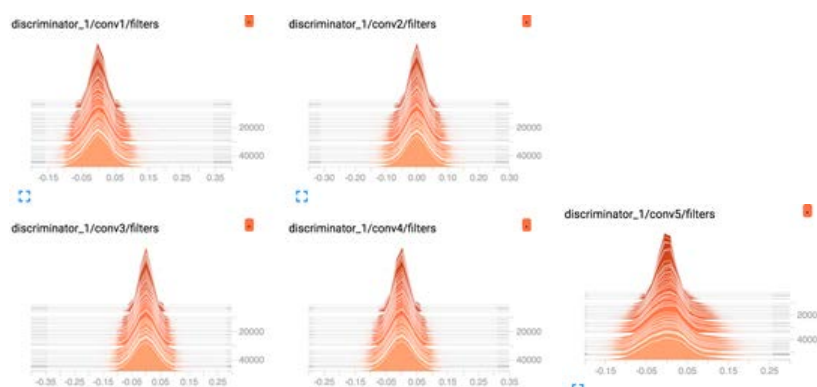 discriminator_1/conv1/filters
20000
40000
-0.15 -0.05 0.05 0.15 0.25 0.35
discriminator_1/conv2/filters
20000
40000
-0.30 -0.20 -0.10 0.00 0.10 0.20 0.30
discriminator_1/conv3/filters
20000
40000
-0.35 -0.25 -0.15 -0.05 0.05 0.15 0.25 0.35
discriminator_1/conv4/filters
20000
40000
-0.25 -0.15 -0.05 0.05 0.15 0.25
discriminator_1/conv5/filters
2000
4000
-0.15 -0.05 0.05 0.15 0.25